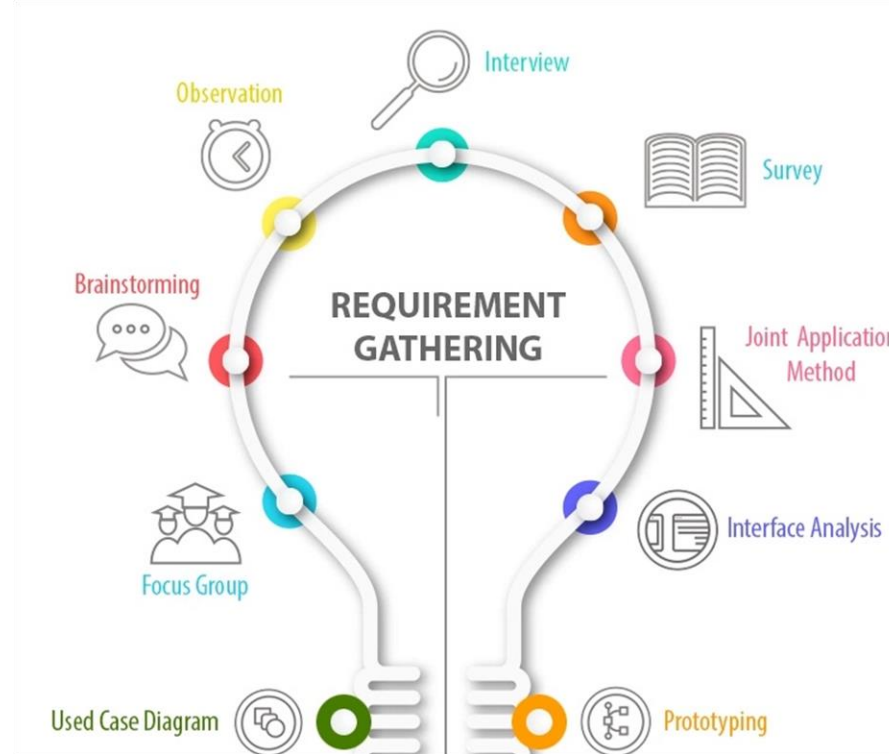 Interview
Observation
Survey
Brainstorming
REQUIREMENT
GATHERING
Joint Application
Method
Interface Analysis
Focus Group
Used Case Diagram
Prototyping